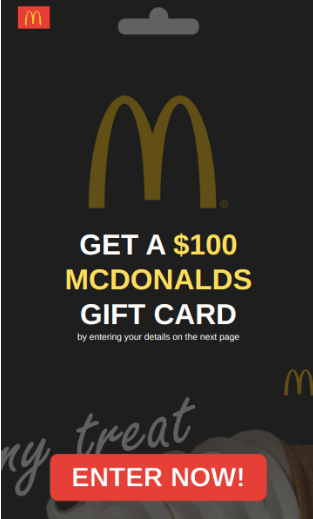 GET A $100
MCDONALDS
GIFT CARD
by entering your details on the next page
my treat
ENTER NOW!